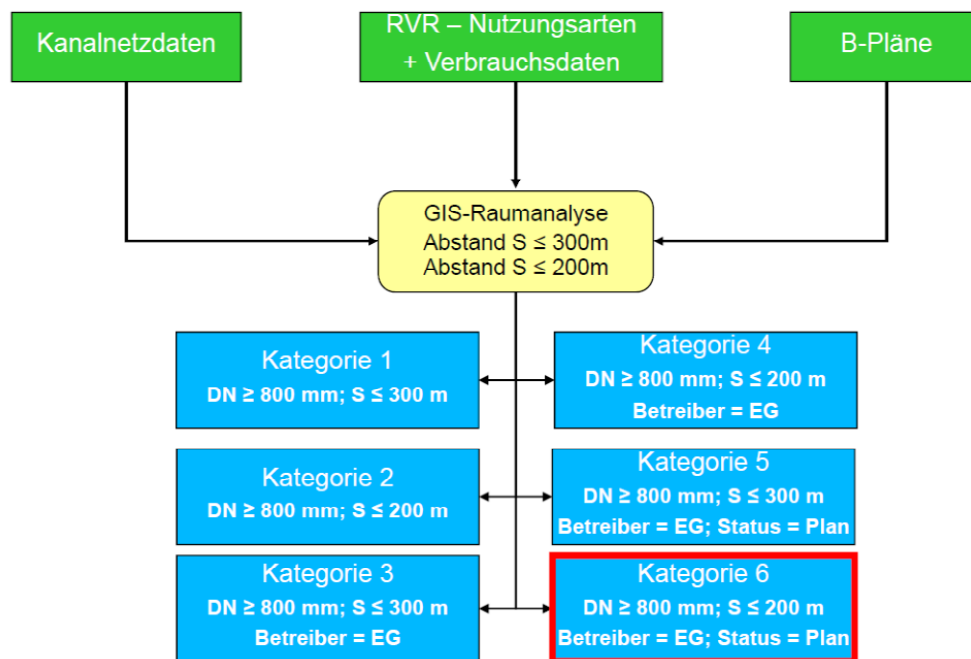 Kanalnetzdaten
RVR – Nutzungsarten
+ Verbrauchsdaten
B-Pläne
GIS-Raumanalyse
Abstand S ≤ 300m
Abstand S ≤ 200m
Kategorie 1
DN ≥ 800 mm; S ≤ 300 m
Kategorie 4
DN ≥ 800 mm; S ≤ 200 m
Betreiber = EG
Kategorie 2
DN ≥ 800 mm; S ≤ 200 m
Kategorie 5
DN ≥ 800 mm; S ≤ 300 m
Betreiber = EG; Status = Plan
Kategorie 3
DN ≥ 800 mm; S ≤ 300 m
Betreiber = EG
Kategorie 6
DN ≥ 800 mm; S ≤ 200 m
Betreiber = EG; Status = Plan